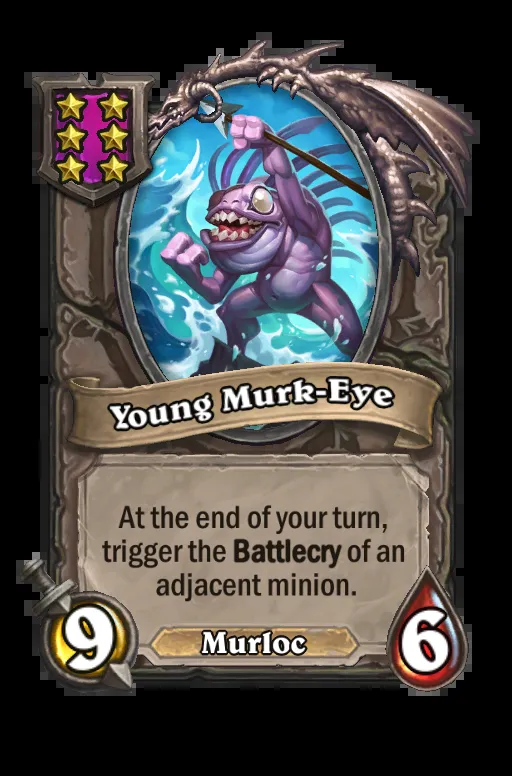 Young Murk-Eye
At the end of your turn,
trigger the Battlecry of an
adjacent minion.
9
Murloc
6